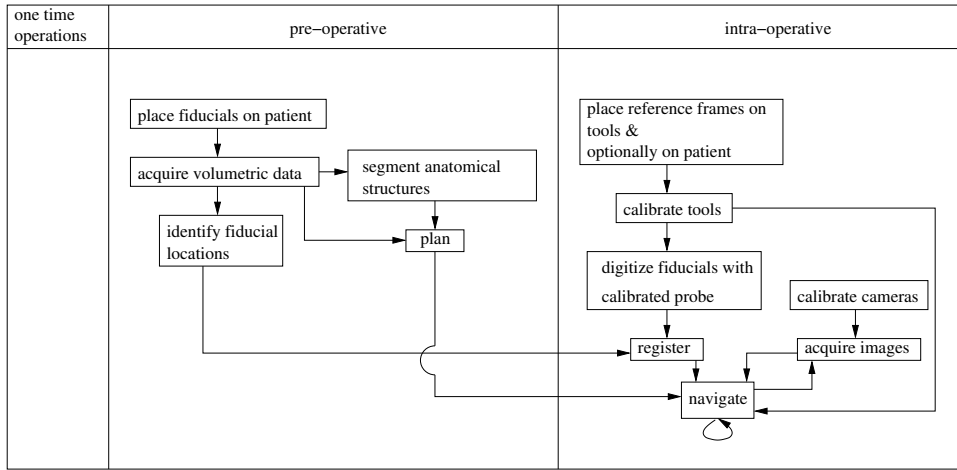 one time
operations
pre−operative
intra−operative
place fiducials on patient
acquire volumetric data
segment anatomical
structures
identify fiducial
locations
plan
place reference frames on
tools &
optionally on patient
calibrate tools
digitize fiducials with
calibrated probe
calibrate cameras
register
acquire images
navigate